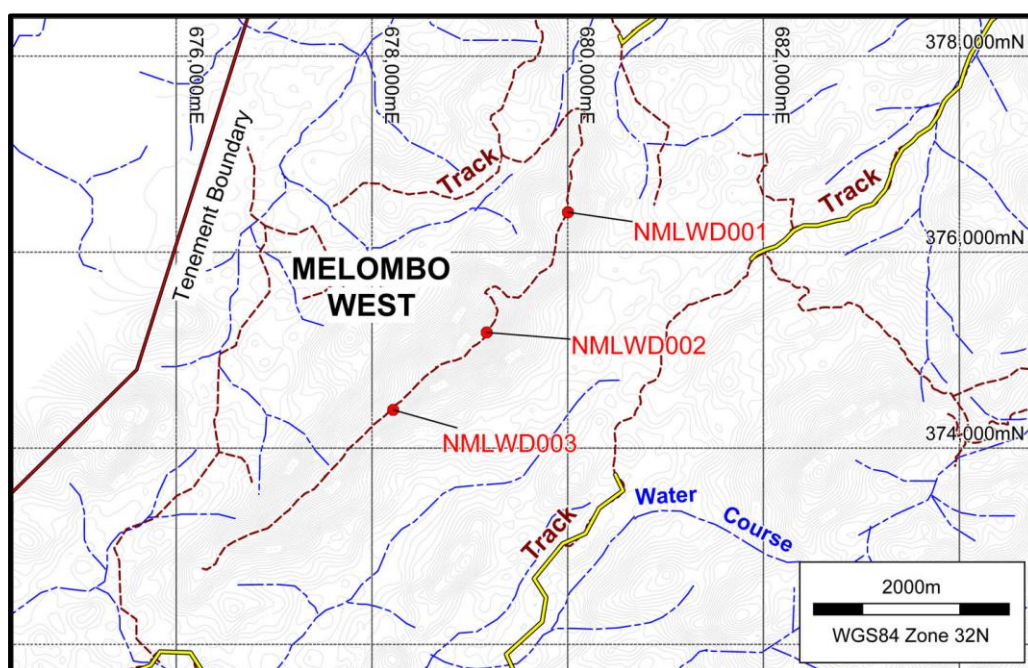 676,000mE
678,000mE
680,000mE
682,000mE
378,000mN
Tenement Boundary
Track
Track
NMLWD001
376,000mN
MELOMBO
WEST
NMLWD002
NMLWD003
374,000mN
Track
Water
Course
2000m
WGS84 Zone 32N